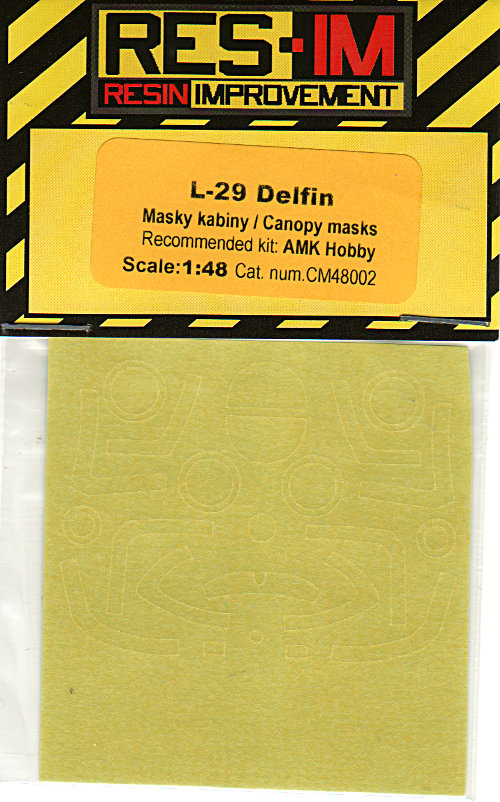 RES·IM
RESIN IMPROVEMENT
L-29 Delfin
Masky kabiny / Canopy masks
Recommended kit: AMK Hobby
Scale:1:48 Cat. num.CM48002